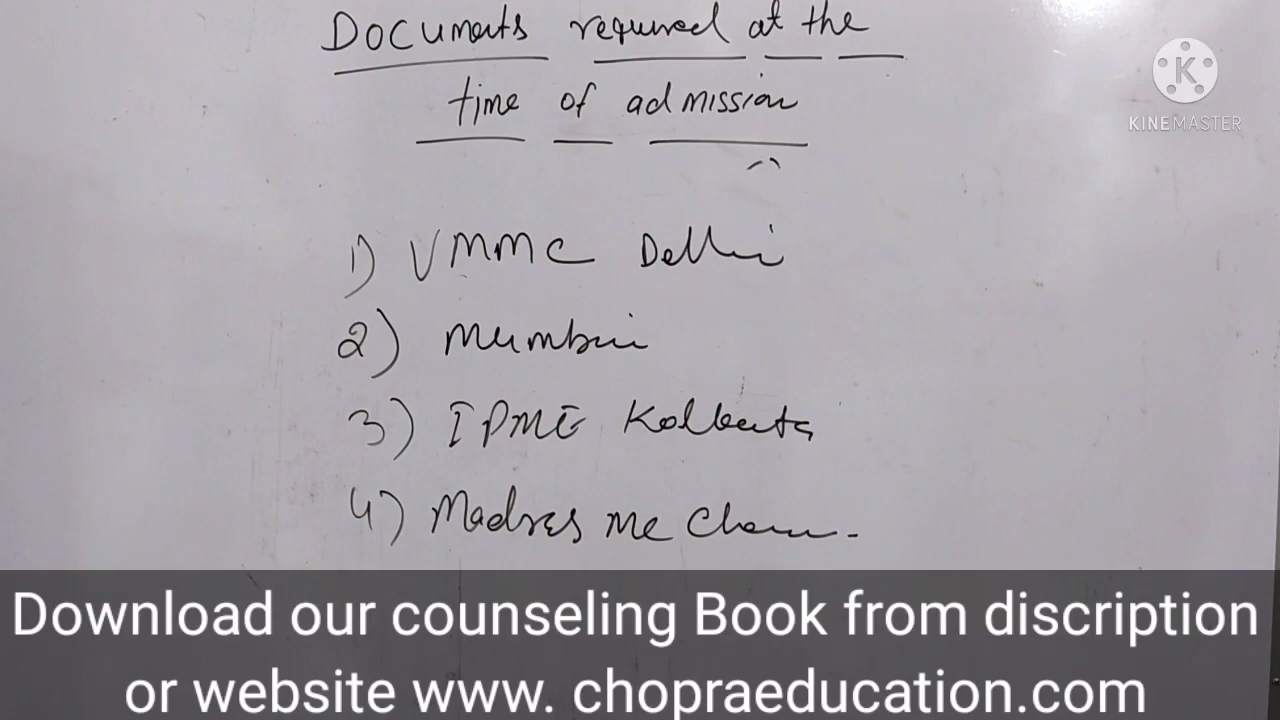 Documents required at the
time of admission
K
KINEMASTER
1) VMMC Delhi
2) Mumbai
3) IPME Kolkata
4) Madras MC
Download our counseling Book from discription
or website www. chopraeducation.com